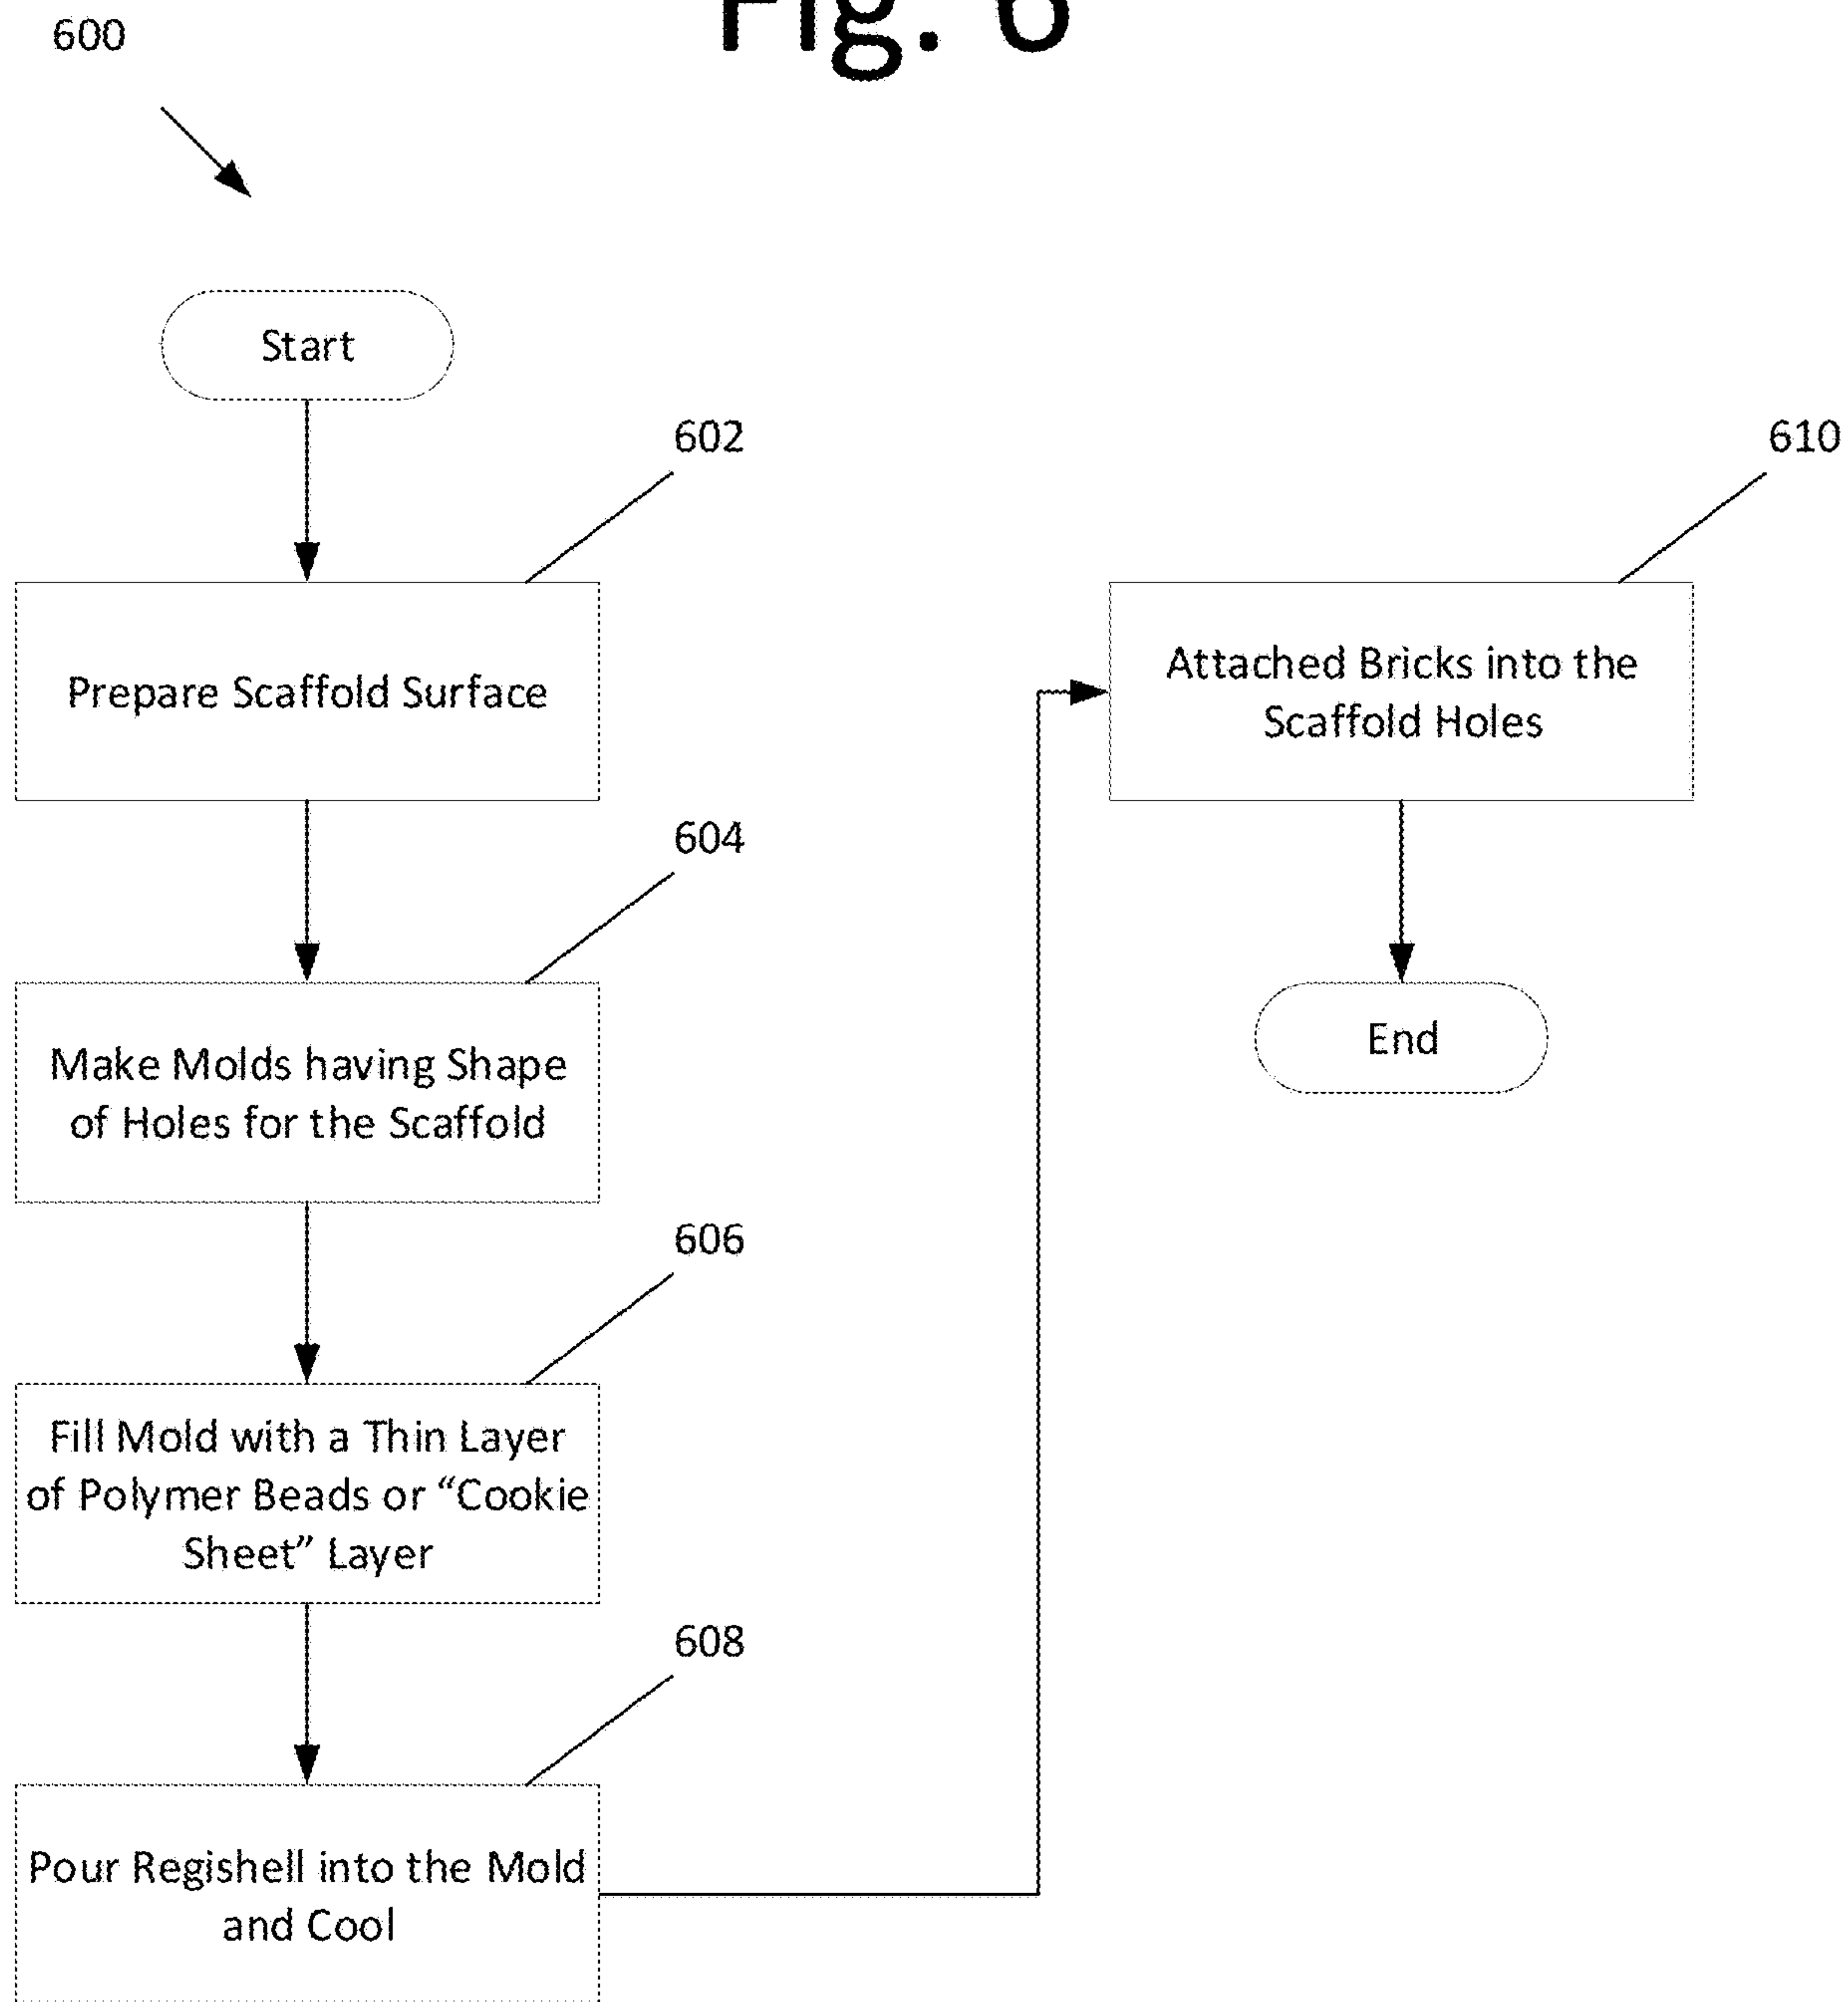 Fig. 6
600
Start
602
Prepare Scaffold Surface
604
Make Molds having Shape
of Holes for the Scaffold
606
Fill Mold with a Thin Layer
of Polymer Beads or “Cookie
Sheet” Layer
608
Pour Regishell into the Mold
and Cool
610
Attached Bricks into the
Scaffold Holes
End